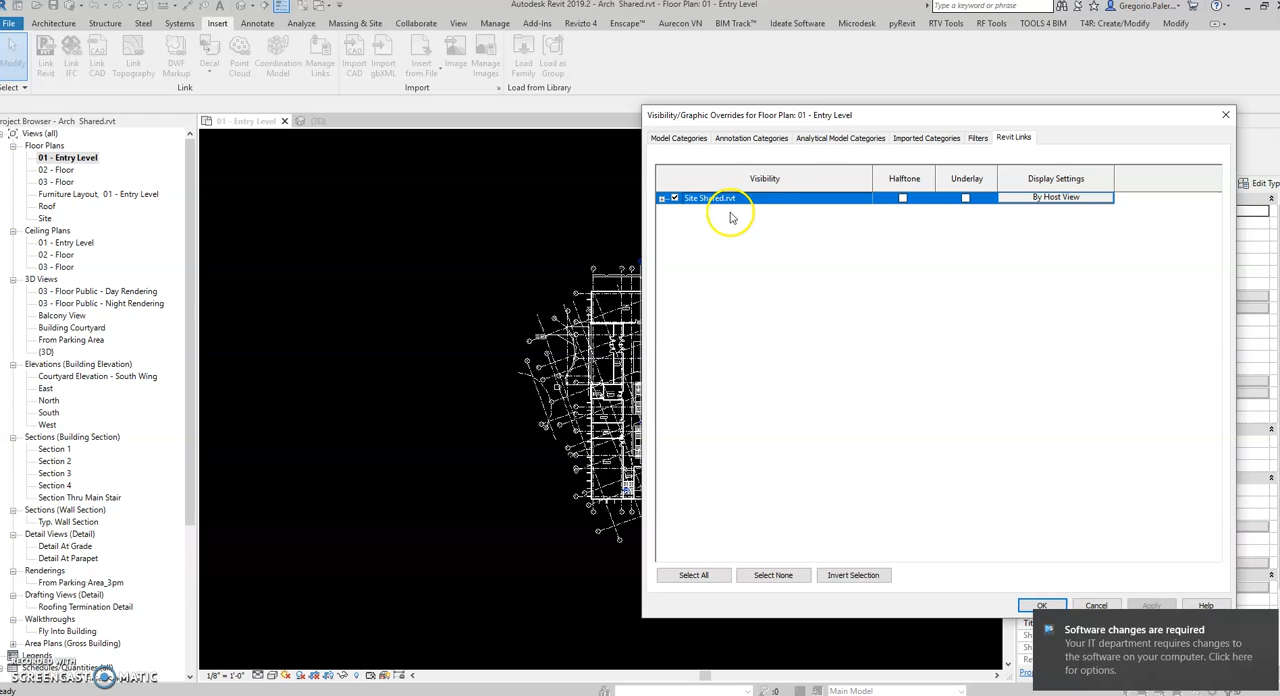 Autodesk Revit 2019.2 - Arch Shared.rvt - Floor Plan: 01 - Entry Level
Type a keyword or phrase
Gregorio.Paler...
File Architecture Structure Steel Systems Insert Annotate Analyze Massing & Site Collaborate View Manage Add-Ins Revizto 4 Enscape™ Aurecon VN BIM Track™ Ideate Software Microdesk pyRevit RTV Tools RF Tools TOOLS 4 BIM T4R: Create/Modify Modify
Modify
Link Revit
Link IFC
Link CAD
Link Topography
DWF Markup
Decal
Point Cloud
Coordination Model
Manage Links
Import CAD
Import gbXML
Insert from File
Image
Manage Images
Load Family
Load as Group
Select
Link
Import
Load from Library
Project Browser - Arch Shared.rvt
Views (all)
Floor Plans
01 - Entry Level
02 - Floor
03 - Floor
Furniture Layout, 01 - Entry Level
Roof
Site
Ceiling Plans
01 - Entry Level
02 - Floor
03 - Floor
3D Views
03 - Floor Public - Day Rendering
03 - Floor Public - Night Rendering
Balcony View
Building Courtyard
From Parking Area
{3D}
Elevations (Building Elevation)
Courtyard Elevation - South Wing
East
North
South
West
Sections (Building Section)
Section 1
Section 2
Section 3
Section 4
Section Thru Main Stair
Sections (Wall Section)
Typ. Wall Section
Detail Views (Detail)
Detail At Grade
Detail At Parapet
Renderings
From Parking Area_3pm
Drafting Views (Detail)
Roofing Termination Detail
Walkthroughs
Fly Into Building
Area Plans (Gross Building)
Legends
Schedules/Quantities (all)
RECORDED WITH
SCREENCAST-O-MATIC
01 - Entry Level
{3D}
Visibility/Graphic Overrides for Floor Plan: 01 - Entry Level
Model Categories Annotation Categories Analytical Model Categories Imported Categories Filters Revit Links
Visibility Halftone Underlay Display Settings
Site Shared.rvt By Host View
Select All Select None Invert Selection
OK Cancel Apply Help
Edit Type
Software changes are required
Your IT department requires changes to
the software on your computer. Click here
for options.
1/8" = 1'-0"
:0
Main Model